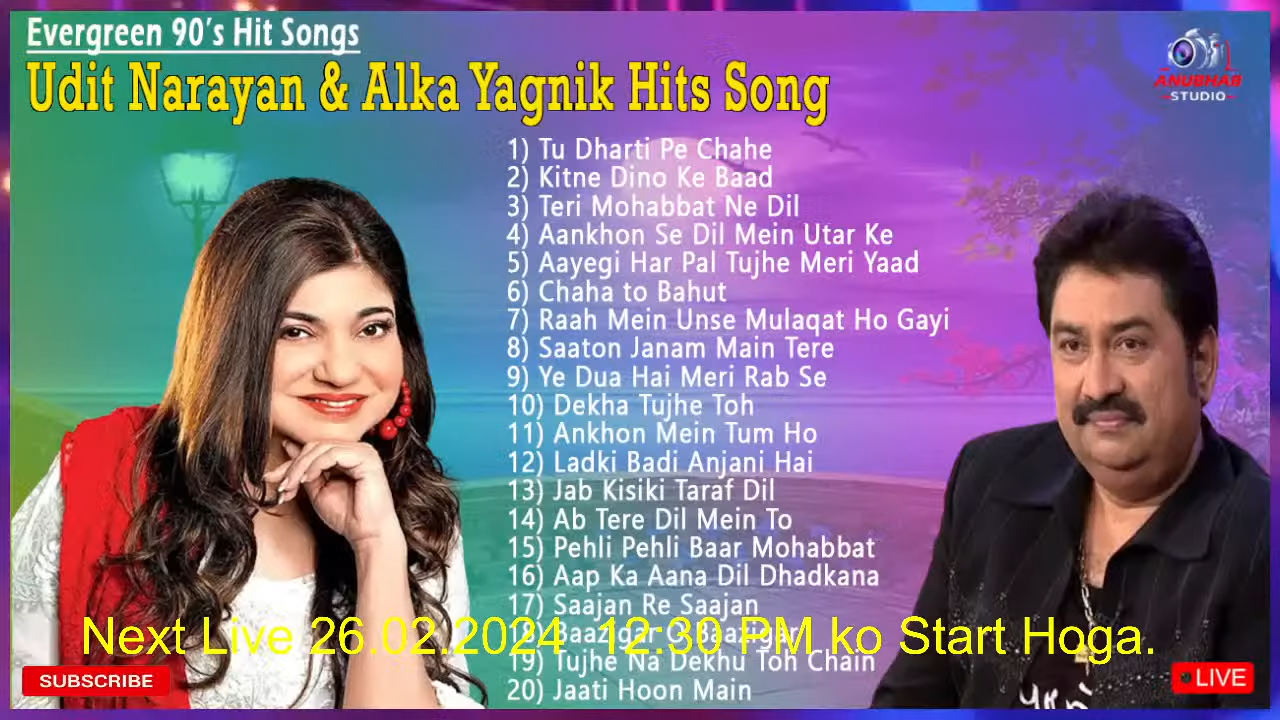 Evergreen 90's Hit Songs
Udit Narayan & Alka Yagnik Hits Song
ANUBHAB
STUDIO
1) Tu Dharti Pe Chahe
2) Kitne Dino Ke Baad
3) Teri Mohabbat Ne Dil
4) Aankhon Se Dil Mein Utar Ke
5) Aayegi Har Pal Tujhe Meri Yaad
6) Chaha to Bahut
7) Raah Mein Unse Mulaqat Ho Gayi
8) Saaton Janam Main Tere
9) Ye Dua Hai Meri Rab Se
10) Dekha Tujhe Toh
11) Ankhon Mein Tum Ho
12) Ladki Badi Anjani Hai
13) Jab Kisiki Taraf Dil
14) Ab Tere Dil Mein To
15) Pehli Pehli Baar Mohabbat
16) Aap Ka Aana Dil Dhadkana
17) Saajan Re Saajan
18) Baazigar O Baazigar
Next Live 26.02.2024 12:30 PM ko Start Hoga.
19) Tujhe Na Dekhu Toh Chain
20) Jaati Hoon Main
SUBSCRIBE
LIVE